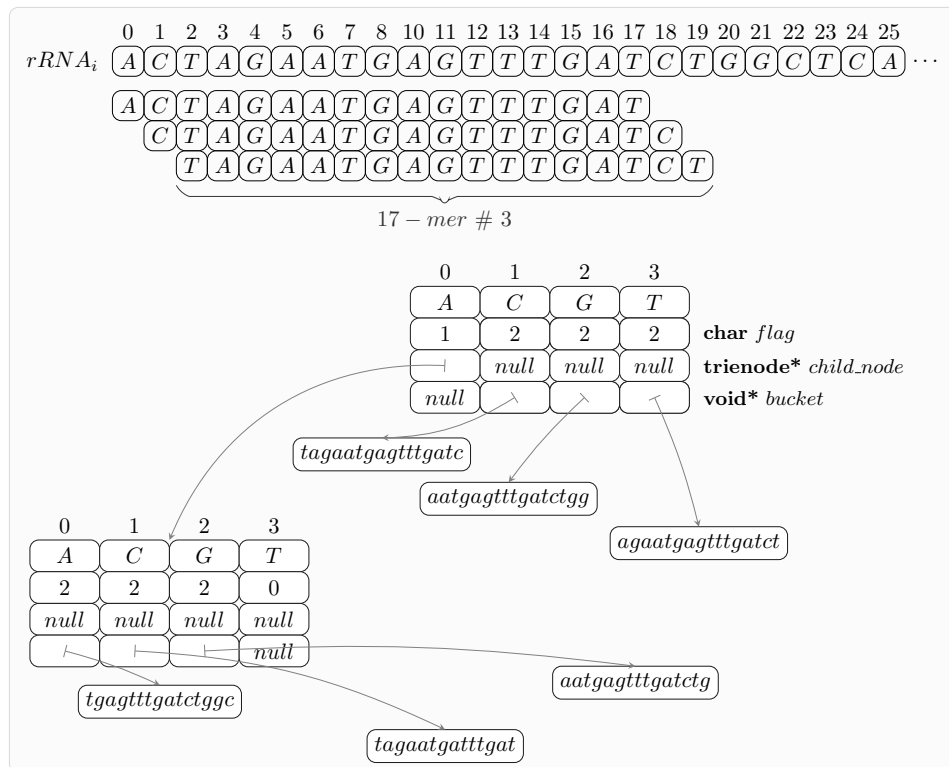 0 1 2 3 4 5 6 7 8 10 11 12 13 14 15 16 17 18 19 20 21 22 23 24 25
rRNA_i A C T A G A A T G A G T T T G A T C T G G C T C A ⋯
A C T A G A A T G A G T T T G A T
C T A G A A T G A G T T T G A T C
T A G A A T G A G T T T G A T C T
17 − mer # 3
0 1 2 3
A C G T
1 2 2 2 char flag
null null null trienode* child_node
null void* bucket
tagaatgagtttgatc
aatgagtttgatctgg
agaatgagtttgatct
0 1 2 3
A C G T
2 2 2 0
null null null null
null
aatgagtttgatctg
tgagtttgatctggc
tagaatgatttgat